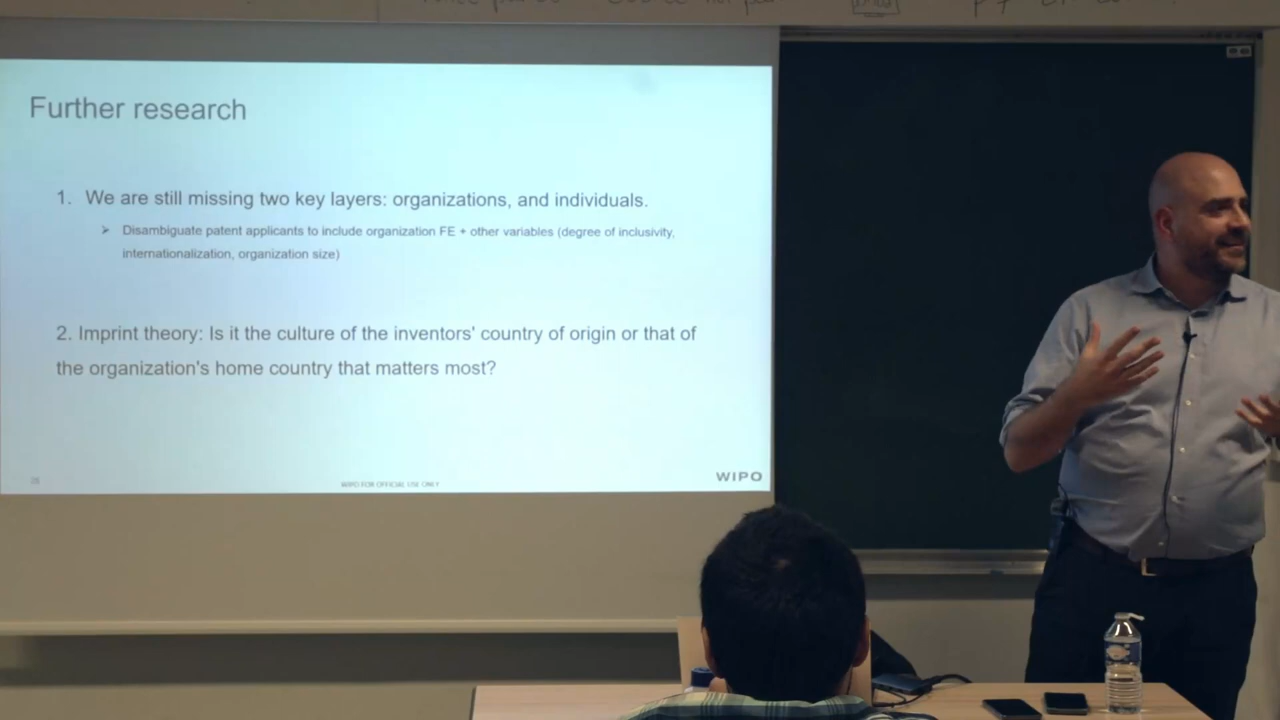 Further research
1. We are still missing two key layers: organizations, and individuals.
➢ Disambiguate patent applicants to include organization FE + other variables (degree of inclusivity,
internationalization, organization size)
2. Imprint theory: Is it the culture of the inventors' country of origin or that of
the organization's home country that matters most?
WIPO FOR OFFICIAL USE ONLY
WIPO